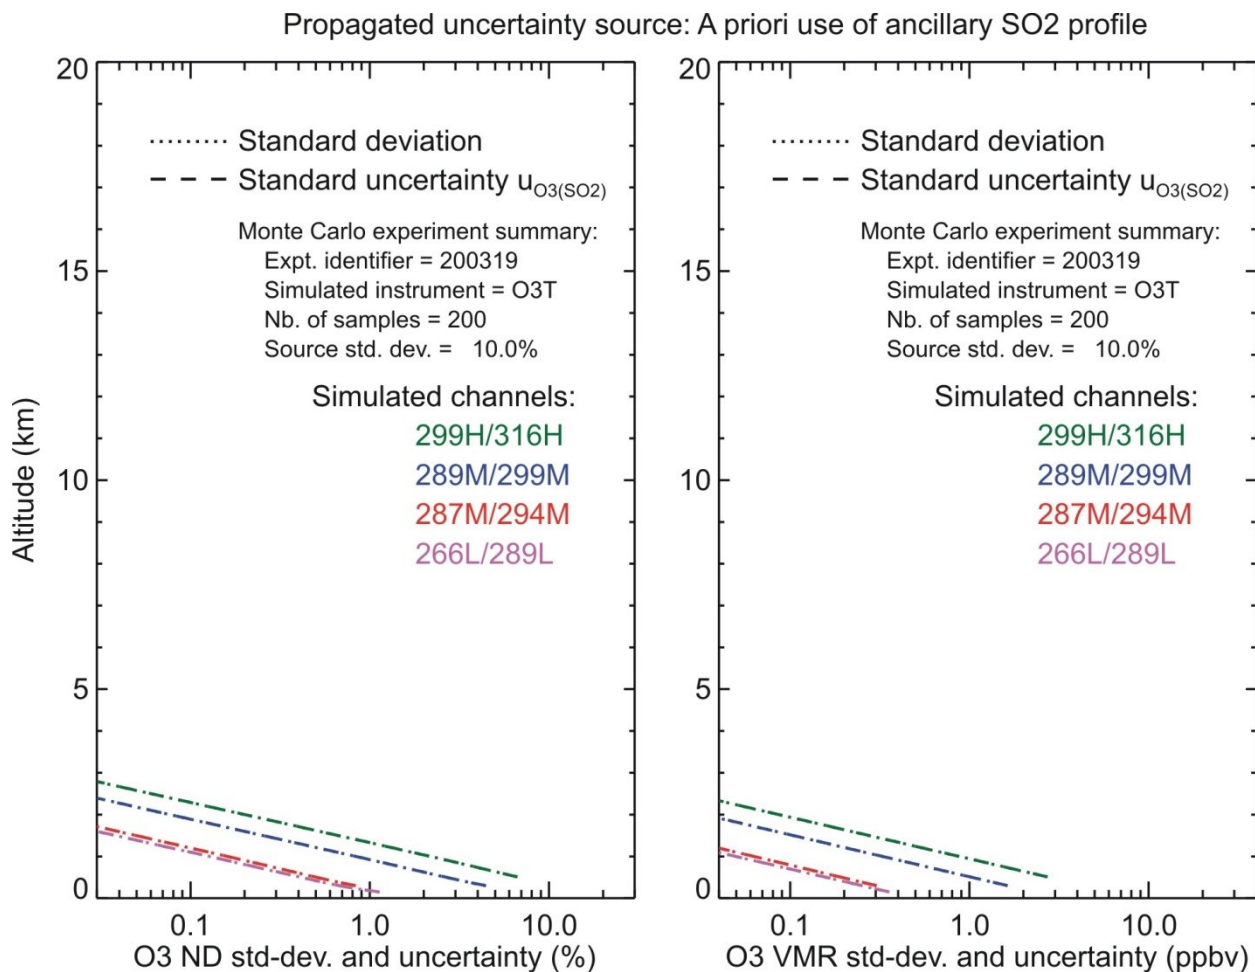 Propagated uncertainty source: A priori use of ancillary SO2 profile
Altitude (km)
20
15
10
5
0
Standard deviation
Standard uncertainty uO3(SO2)
Monte Carlo experiment summary:
Expt. identifier = 200319
Simulated instrument = O3T
Nb. of samples = 200
Source std. dev. = 10.0%
Simulated channels:
299H/316H
289M/299M
287M/294M
266L/289L
0.1 1.0 10.0
O3 ND std-dev. and uncertainty (%)
20
15
10
5
0
Standard deviation
Standard uncertainty uO3(SO2)
Monte Carlo experiment summary:
Expt. identifier = 200319
Simulated instrument = O3T
Nb. of samples = 200
Source std. dev. = 10.0%
Simulated channels:
299H/316H
289M/299M
287M/294M
266L/289L
0.1 1.0 10.0
O3 VMR std-dev. and uncertainty (ppbv)